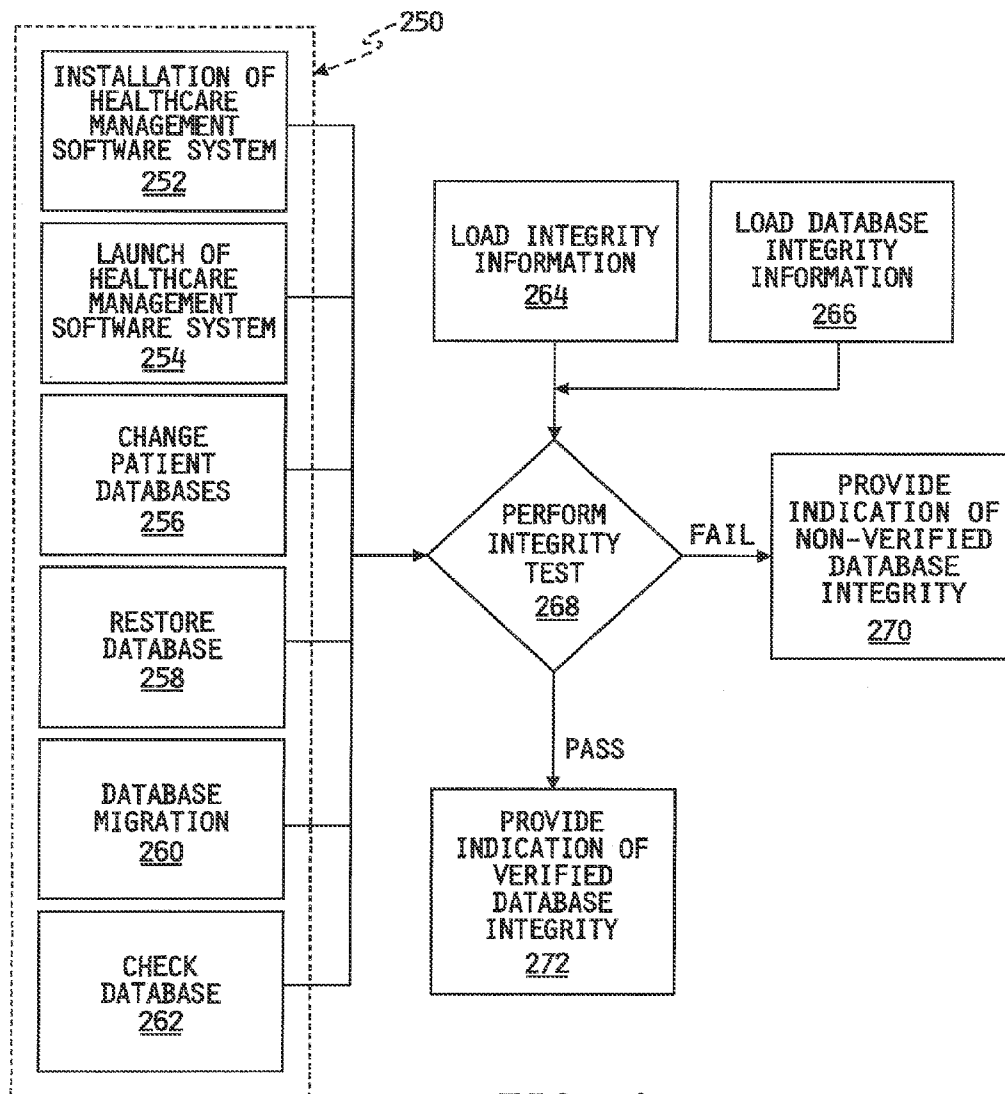 250
INSTALLATION OF
HEALTHCARE
MANAGEMENT
SOFTWARE SYSTEM
252
LAUNCH OF
HEALTHCARE
MANAGEMENT
SOFTWARE SYSTEM
254
CHANGE
PATIENT
DATABASES
256
RESTORE
DATABASE
258
DATABASE
MIGRATION
260
CHECK
DATABASE
262
LOAD INTEGRITY
INFORMATION
264
LOAD DATABASE
INTEGRITY
INFORMATION
266
PERFORM
INTEGRITY
TEST
268
FAIL
PROVIDE
INDICATION OF
NON-VERIFIED
DATABASE
INTEGRITY
270
PASS
PROVIDE
INDICATION OF
VERIFIED
DATABASE
INTEGRITY
272